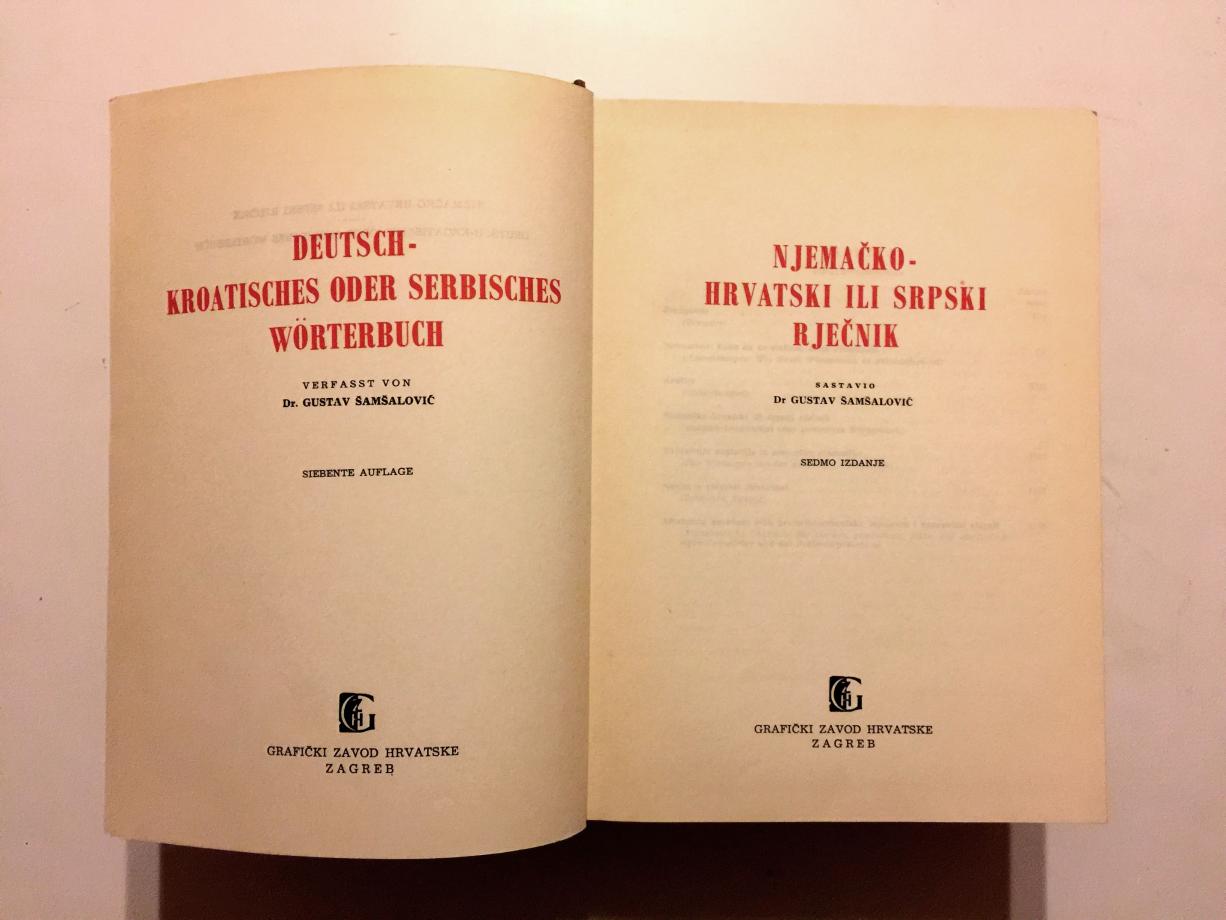 DEUTSCH-
KROATISCHES ODER SERBISCHES
WÖRTERBUCH
VERFASST VON
Dr. GUSTAV ŠAMŠALOVIĆ
SIEBENTE AUFLAGE
GRAFIČKI ZAVOD HRVATSKE
ZAGREB
NJEMAČKO-
HRVATSKI ILI SRPSKI
RJEČNIK
SASTAVIO
Dr GUSTAV ŠAMŠALOVIĆ
SEDMO IZDANJE
GRAFIČKI ZAVOD HRVATSKE
ZAGREB